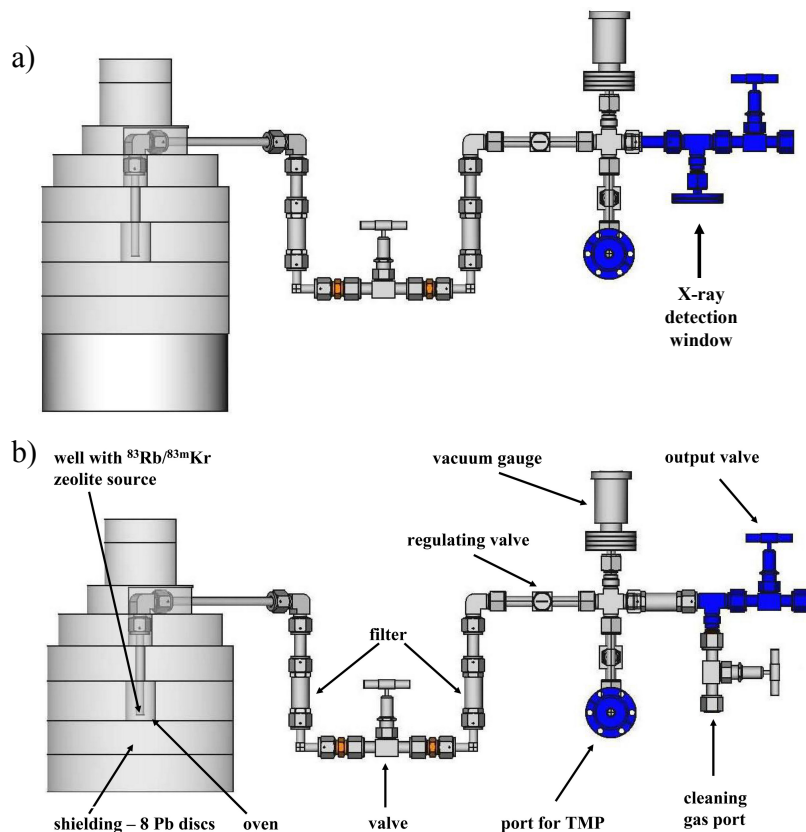 a)
X-ray
detection
window
b)
well with ⁸³Rb/⁸³ᵐKr
zeolite source
vacuum gauge
output valve
regulating valve
filter
shielding – 8 Pb discs
oven
valve
port for TMP
cleaning
gas port